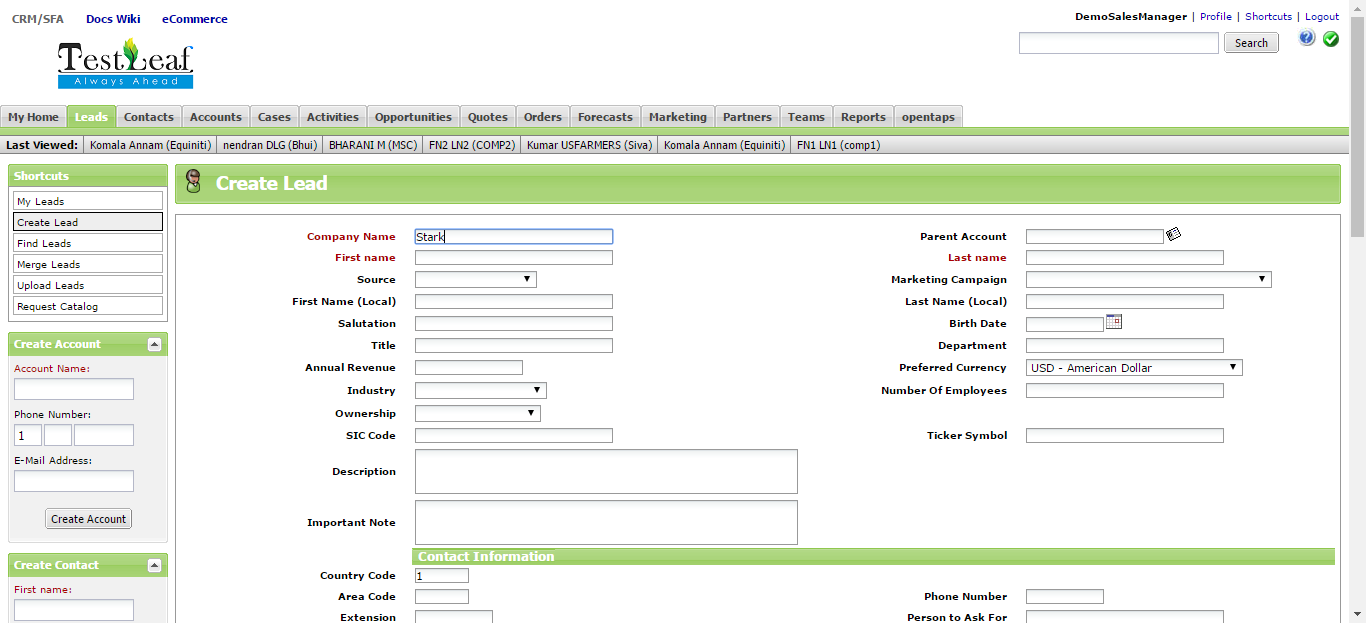 CRM/SFA Docs Wiki eCommerce
DemoSalesManager | Profile | Shortcuts | Logout
TestLeaf
Always Ahead
Search
My Home Leads Contacts Accounts Cases Activities Opportunities Quotes Orders Forecasts Marketing Partners Teams Reports opentaps
Last Viewed: Komala Annam (Equiniti) nendran DLG (Bhui) BHARANI M (MSC) FN2 LN2 (COMP2) Kumar USFARMERS (Siva) Komala Annam (Equiniti) FN1 LN1 (comp1)
Shortcuts
My Leads
Create Lead
Find Leads
Merge Leads
Upload Leads
Request Catalog
Create Account
Account Name:
Phone Number:
1
E-Mail Address:
Create Account
Create Contact
First name:
Create Lead
Company Name Stark Parent Account
First name Last name
Source Marketing Campaign
First Name (Local) Last Name (Local)
Salutation Birth Date
Title Department
Annual Revenue Preferred Currency USD - American Dollar
Industry Number Of Employees
Ownership
SIC Code Ticker Symbol
Description
Important Note
Contact Information
Country Code 1
Area Code Phone Number
Extension Person to Ask For